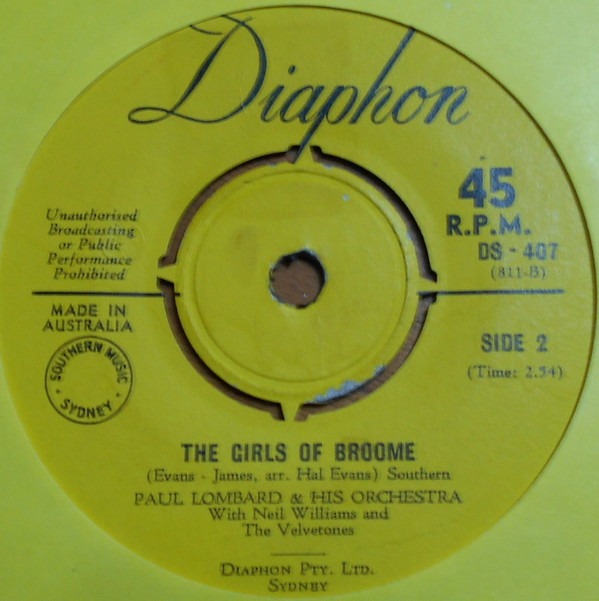 Diaphon
45
R.P.M.
DS - 407
(811-B)
Unauthorised
Broadcasting
or Public
Performance
Prohibited
MADE IN
AUSTRALIA
SOUTHERN MUSIC
· SYDNEY ·
SIDE 2
(Time: 2.54)
THE GIRLS OF BROOME
(Evans - James, arr. Hal Evans) Southern
PAUL LOMBARD & HIS ORCHESTRA
With Neil Williams and
The Velvetones
DIAPHON PTY. LTD.
SYDNEY